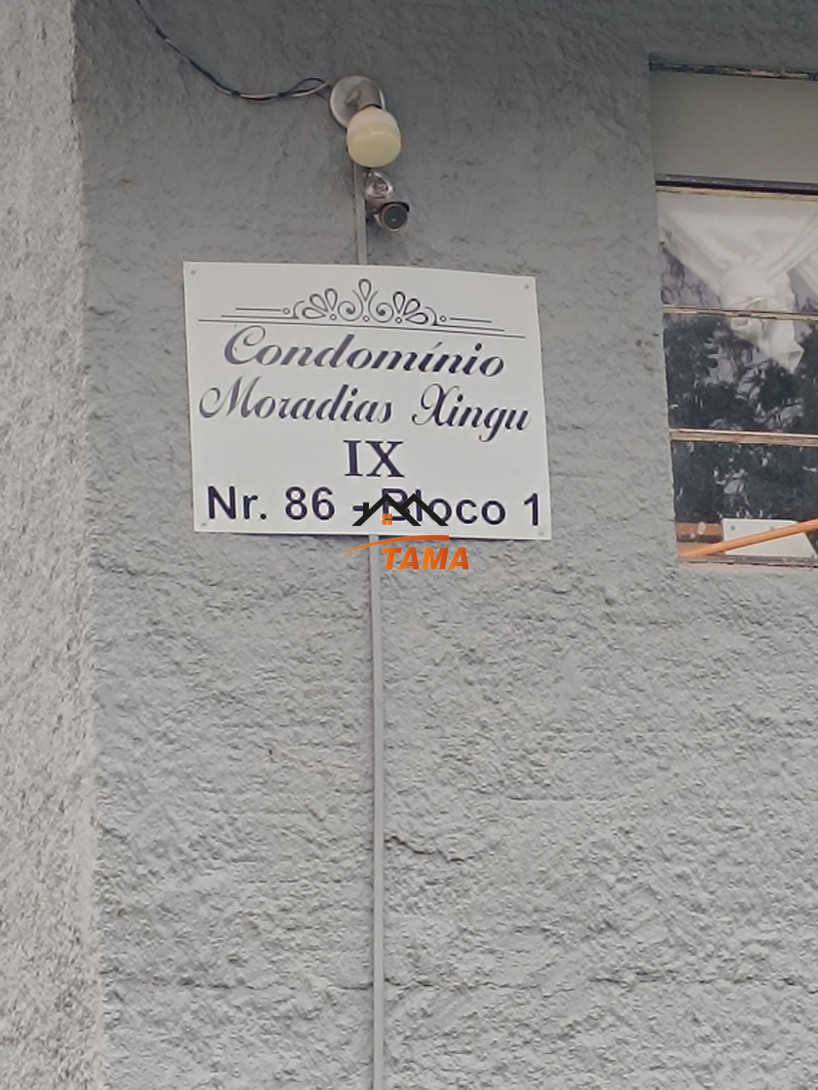 Condomínio
Moradias Xingu
IX
Nr. 86 - Bloco 1
TAMA